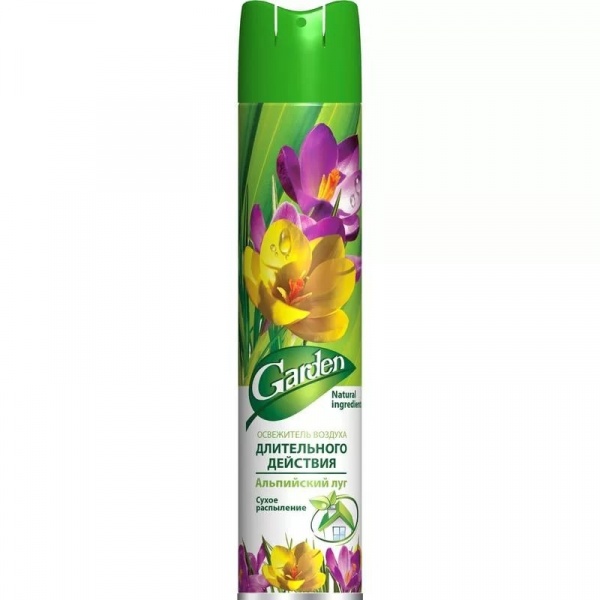 Garden
Natural
ingredient
ОСВЕЖИТЕЛЬ ВОЗДУХА
ДЛИТЕЛЬНОГО
ДЕЙСТВИЯ
Альпийский луг
Сухое
распыление